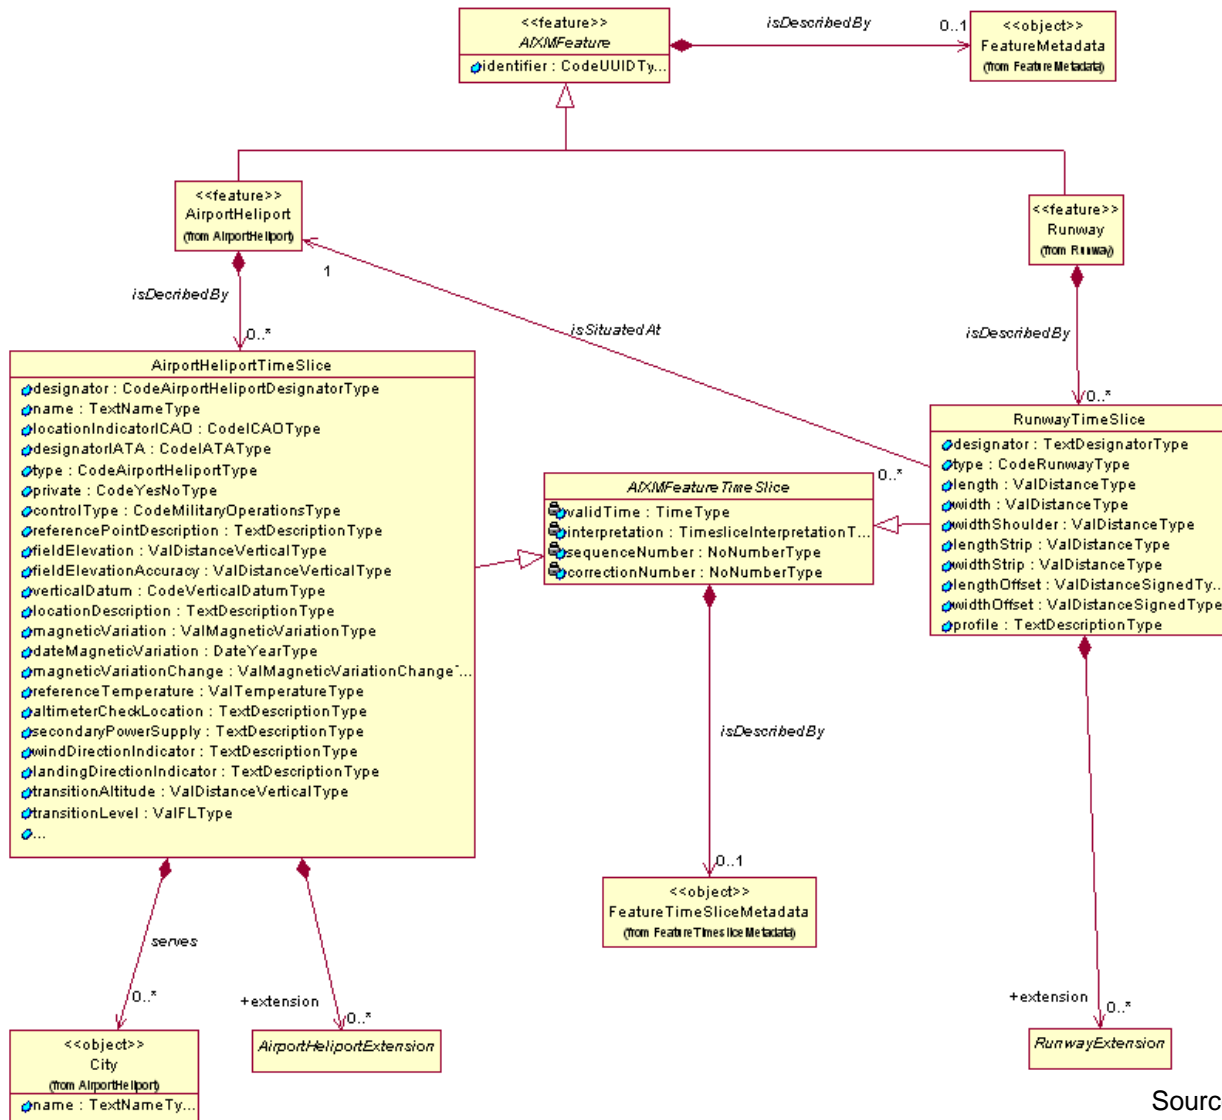 <<feature>>
AIXMFeature
identifier : CodeUUIDTy...
isDescribedBy
0..1
<<object>>
FeatureMetadata
(from FeatureMetadata)
<<feature>>
AirportHeliport
(from AirportHeliport)
<<feature>>
Runway
(from Runway)
1
isDecribedBy
0..*
isSituatedAt
isDescribedBy
0..*
AirportHeliportTimeSlice
designator : CodeAirportHeliportDesignatorType
name : TextNameType
locationIndicatorICAO : CodeICAOType
designatorIATA : CodeIATAType
type : CodeAirportHeliportType
private : CodeYesNoType
controlType : CodeMilitaryOperationsType
referencePointDescription : TextDescriptionType
fieldElevation : ValDistanceVerticalType
fieldElevationAccuracy : ValDistanceVerticalType
verticalDatum : CodeVerticalDatumType
locationDescription : TextDescriptionType
magneticVariation : ValMagneticVariationType
dateMagneticVariation : DateYearType
magneticVariationChange : ValMagneticVariationChangeT...
referenceTemperature : ValTemperatureType
altimeterCheckLocation : TextDescriptionType
secondaryPowerSupply : TextDescriptionType
windDirectionIndicator : TextDescriptionType
landingDirectionIndicator : TextDescriptionType
transitionAltitude : ValDistanceVerticalType
transitionLevel : ValFLType
...
AIXMFeatureTimeSlice
validTime : TimeType
interpretation : TimesliceInterpretationT...
sequenceNumber : NoNumberType
correctionNumber : NoNumberType
0..*
RunwayTimeSlice
designator : TextDesignatorType
type : CodeRunwayType
length : ValDistanceType
width : ValDistanceType
widthShoulder : ValDistanceType
lengthStrip : ValDistanceType
widthStrip : ValDistanceType
lengthOffset : ValDistanceSignedTy...
widthOffset : ValDistanceSignedType
profile : TextDescriptionType
isDescribedBy
0..1
<<object>>
FeatureTimeSliceMetadata
(from FeatureTimesliceMetadata)
serves
0..*
+extension
0..*
+extension
0..*
<<object>>
City
(from AirportHeliport)
name : TextNameTy...
AirportHeliportExtension
RunwayExtension
Sourc